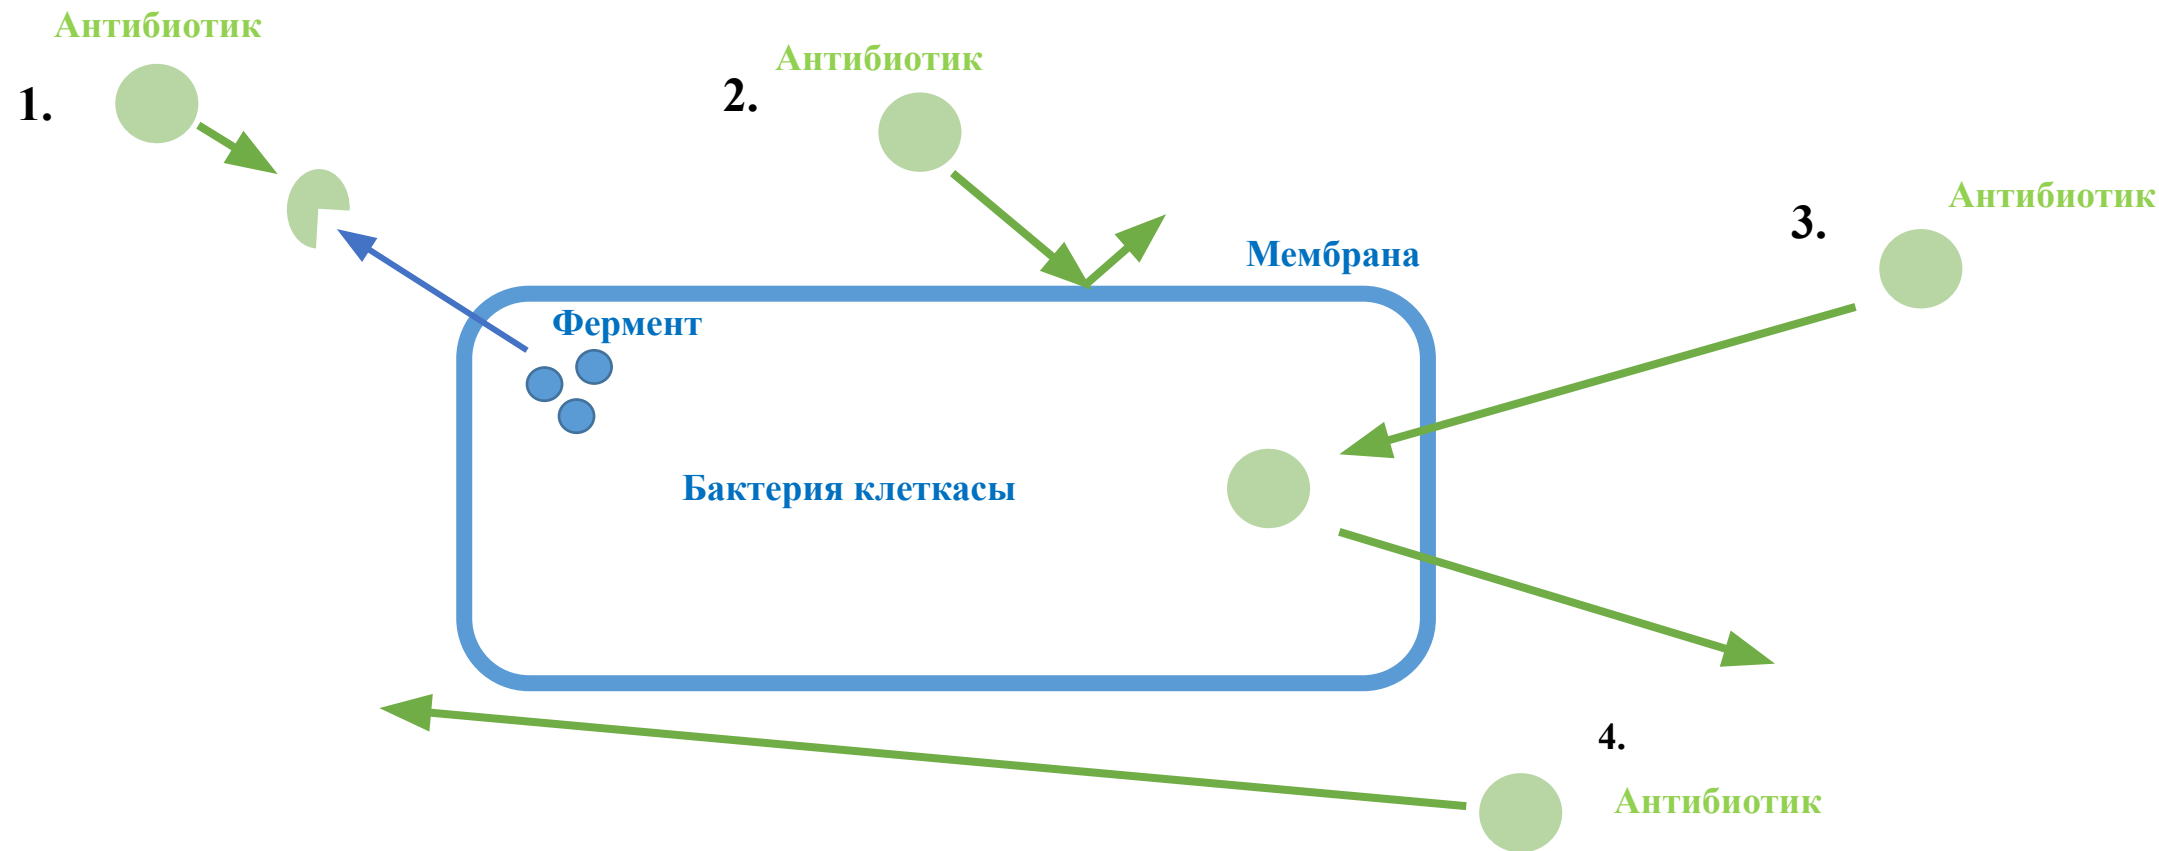 Антибиотик
1.
2.
Антибиотик
3.
Антибиотик
Мембрана
Фермент
Бактерия клеткасы
4.
Антибиотик